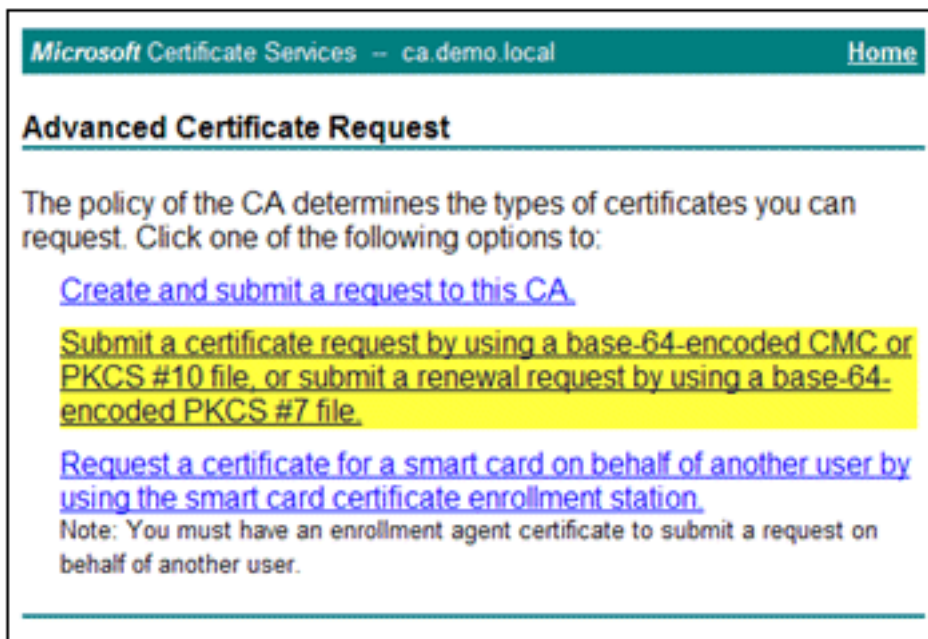 Microsoft Certificate Services -- ca.demo.local Home
Advanced Certificate Request
The policy of the CA determines the types of certificates you can
request. Click one of the following options to:
Create and submit a request to this CA.
Submit a certificate request by using a base-64-encoded CMC or
PKCS #10 file, or submit a renewal request by using a base-64-
encoded PKCS #7 file.
Request a certificate for a smart card on behalf of another user by
using the smart card certificate enrollment station.
Note: You must have an enrollment agent certificate to submit a request on
behalf of another user.